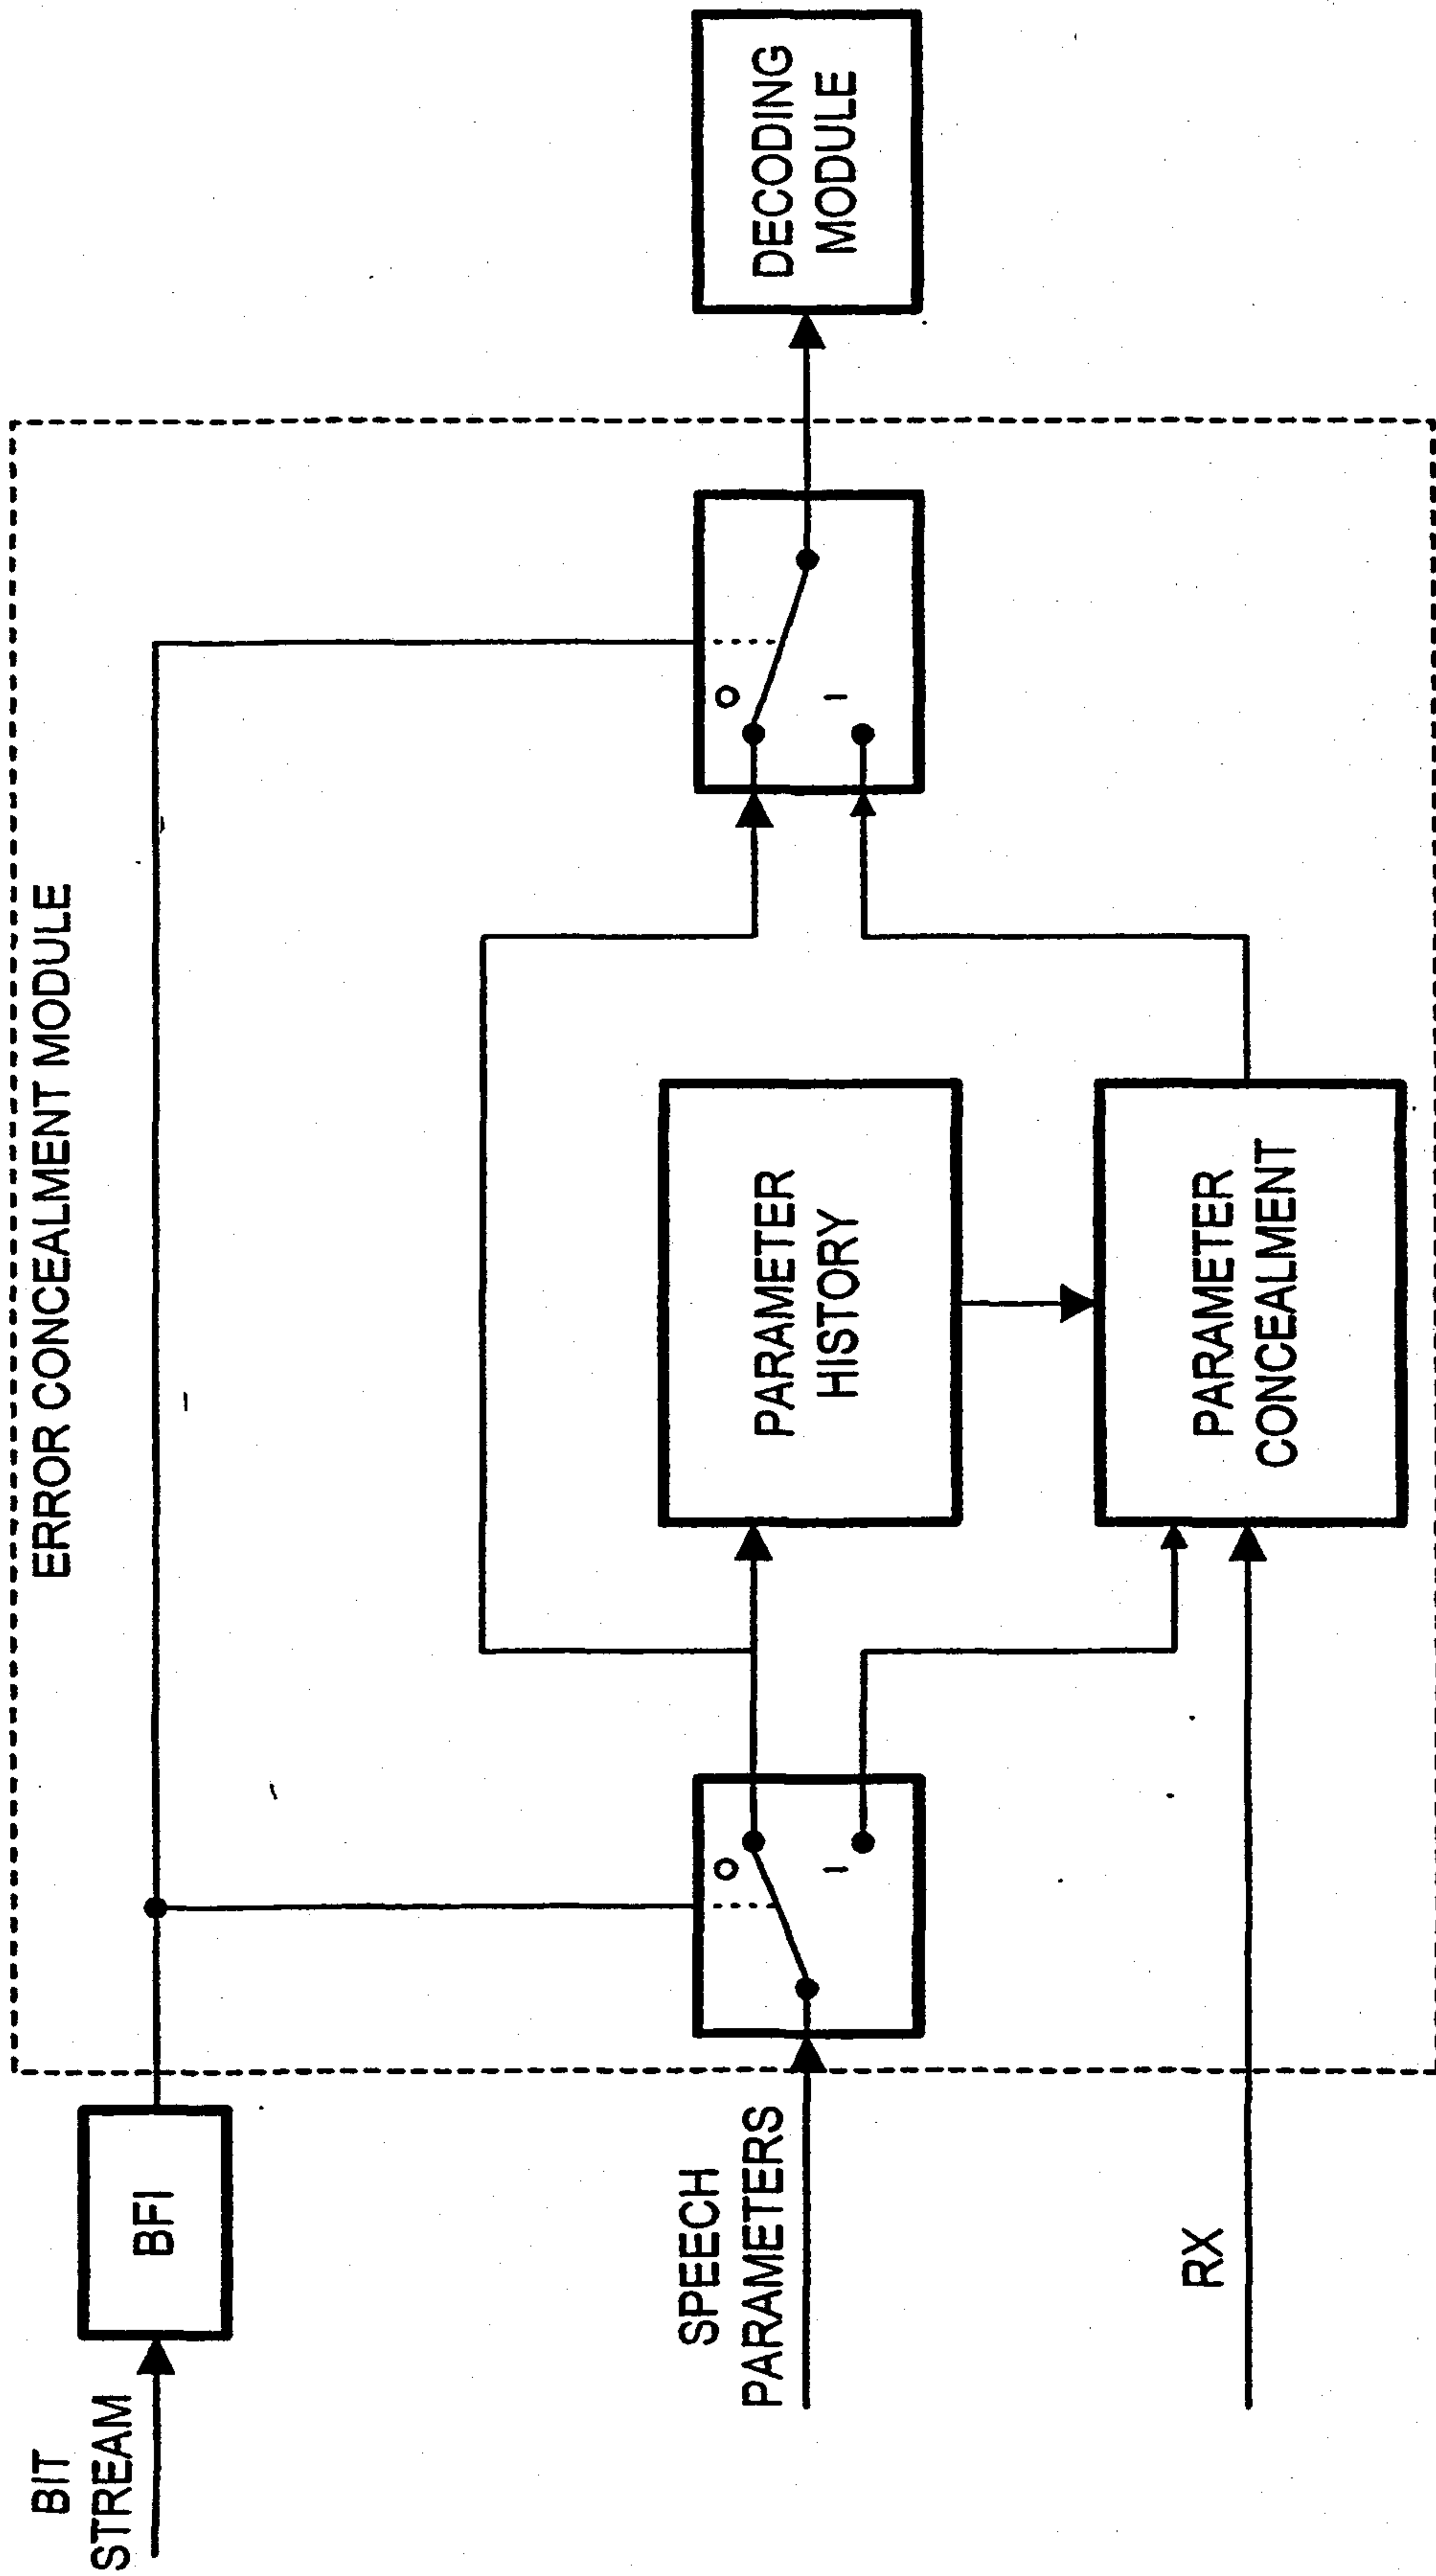 ERROR CONCEALMENT MODULE
BIT
STREAM
BFI
SPEECH
PARAMETERS
0
1
PARAMETER
HISTORY
0
1
DECODING
MODULE
RX
PARAMETER
CONCEALMENT